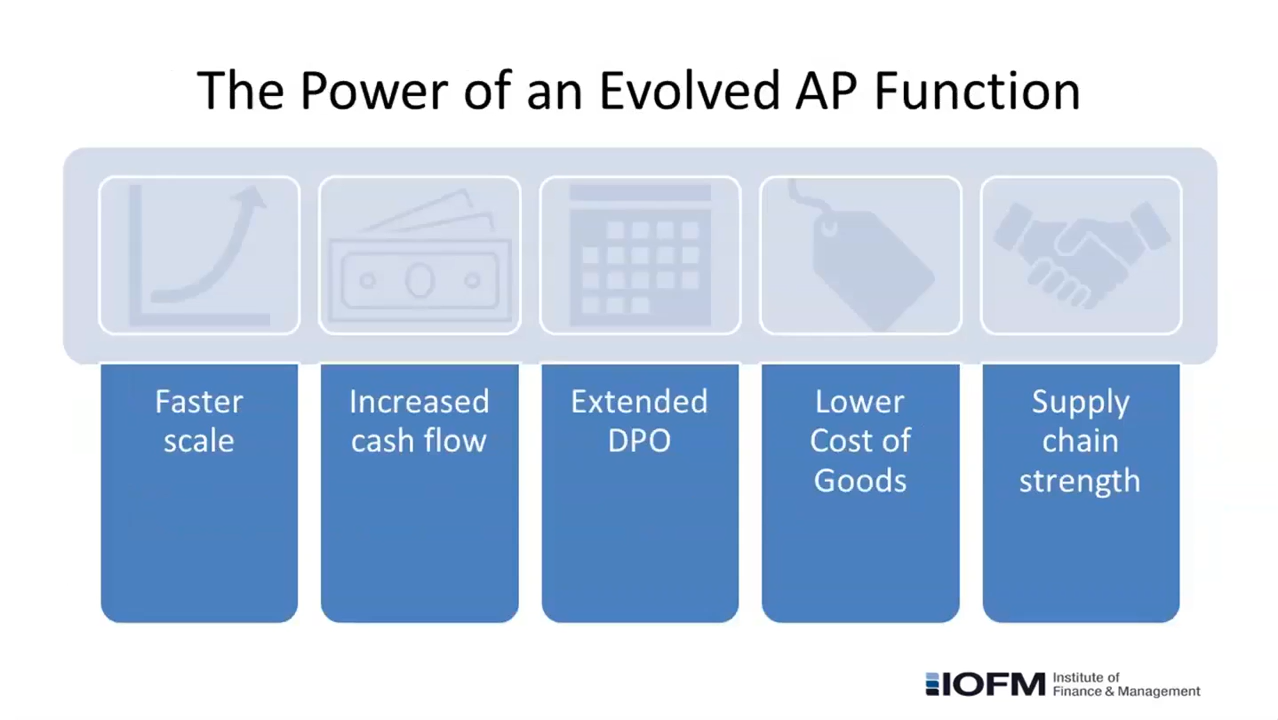 The Power of an Evolved AP Function
Faster
scale
Increased
cash flow
Extended
DPO
Lower
Cost of
Goods
Supply
chain
strength
IOFM
Institute of
Finance & Management